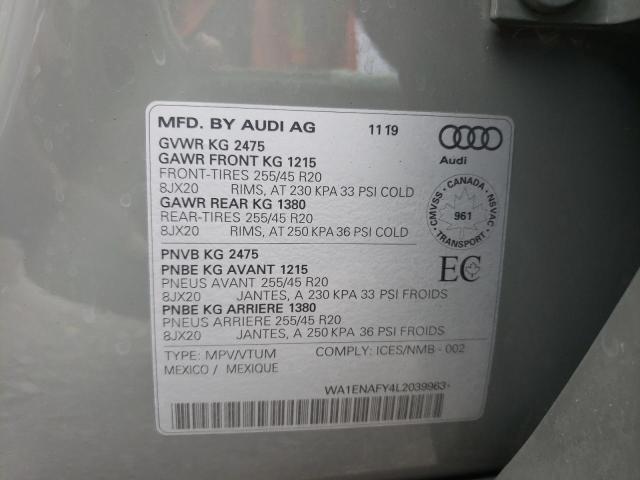 MFD. BY AUDI AG 1119
Audi
GVWR KG 2475
GAWR FRONT KG 1215
FRONT-TIRES 255/45 R20
8JX20 RIMS, AT 230 KPA 33 PSI COLD
GAWR REAR KG 1380
REAR-TIRES 255/45 R20
8JX20 RIMS, AT 250 KPA 36 PSI COLD
CMVSS - CANADA - NSVAC
961
TRANSPORT
PNVB KG 2475
PNBE KG AVANT 1215
PNEUS AVANT 255/45 R20
8JX20 JANTES, A 230 KPA 33 PSI FROIDS
PNBE KG ARRIERE 1380
PNEUS ARRIERE 255/45 R20
8JX20 JANTES, A 250 KPA 36 PSI FROIDS
EC
TYPE: MPV/VTUM COMPLY: ICES/NMB - 002
MEXICO / MEXIQUE
WA1ENAFY4L2039963